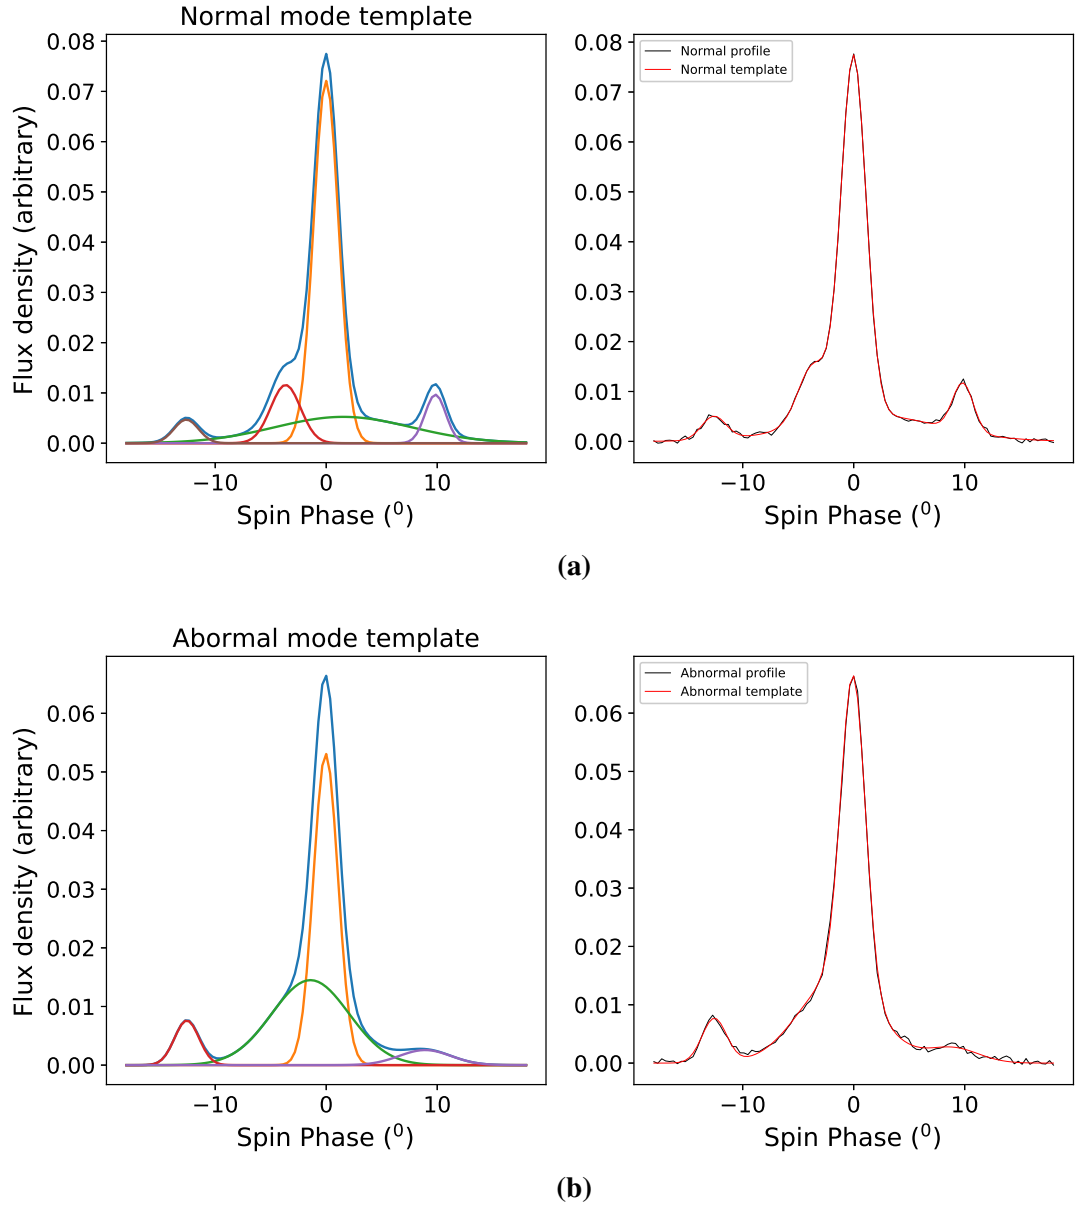 Normal mode template
0.08
0.07
0.06
0.05
0.04
0.03
0.02
0.01
0.00
Flux density (arbitrary)
−10 0 10
Spin Phase (⁰)
Normal profile
Normal template
0.08
0.07
0.06
0.05
0.04
0.03
0.02
0.01
0.00
−10 0 10
Spin Phase (⁰)
(a)
Abormal mode template
0.06
0.05
0.04
0.03
0.02
0.01
0.00
Flux density (arbitrary)
−10 0 10
Spin Phase (⁰)
Abnormal profile
Abnormal template
0.06
0.05
0.04
0.03
0.02
0.01
0.00
−10 0 10
Spin Phase (⁰)
(b)